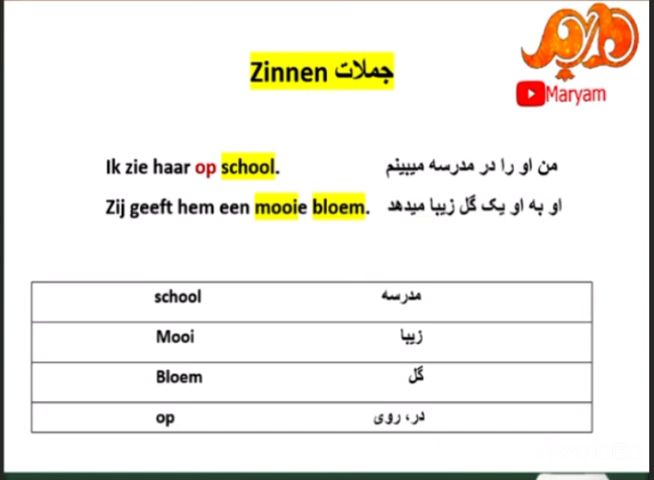 Zinnen جملات
مریم
Maryam
Ik zie haar op school. من او را در مدرسه میبینم
Zij geeft hem een mooie bloem. او به او یک گل زیبا میدهد
school مدرسه
Mooi زیبا
Bloem گل
op در، روی